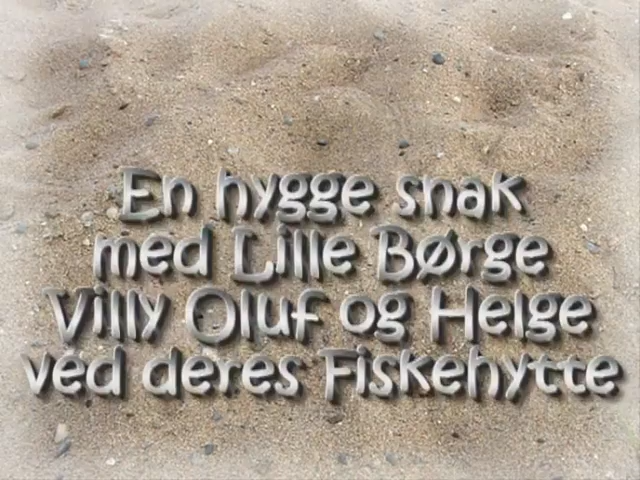 En hygge snak
med Lille Børge
Villy Oluf og Helge
ved deres Fiskehytte